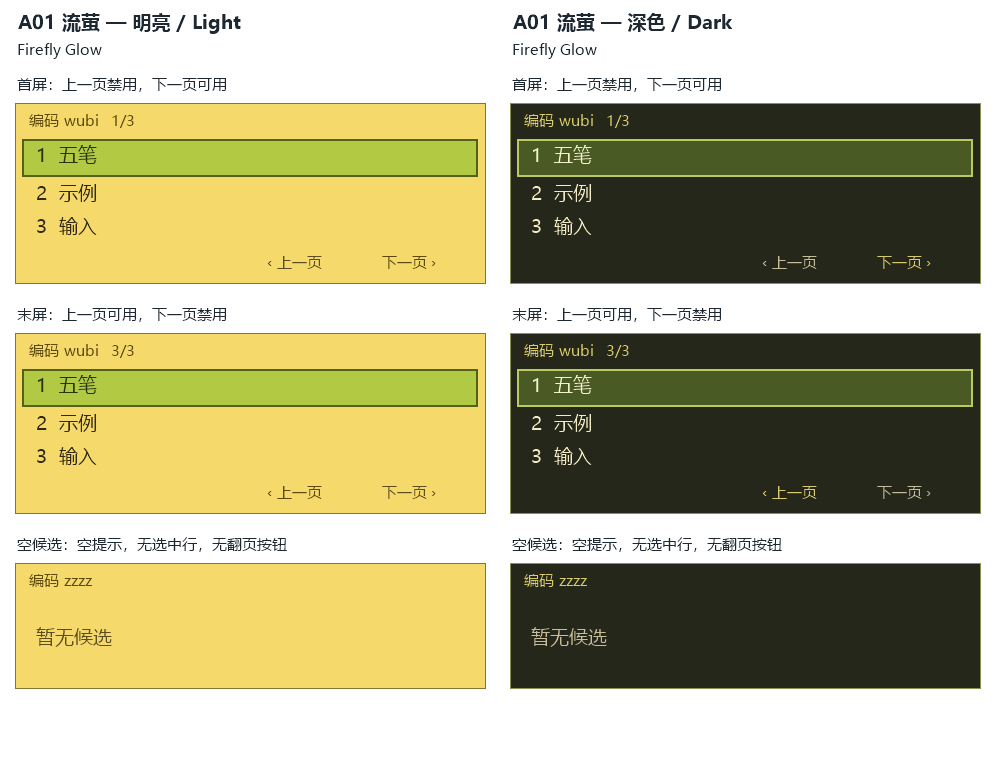 A01 流萤 — 明亮 / Light
Firefly Glow
首屏：上一页禁用，下一页可用
编码 wubi 1/3
1 五笔
2 示例
3 输入
‹ 上一页 下一页 ›
末屏：上一页可用，下一页禁用
编码 wubi 3/3
1 五笔
2 示例
3 输入
‹ 上一页 下一页 ›
空候选：空提示，无选中行，无翻页按钮
编码 zzzz
暂无候选
A01 流萤 — 深色 / Dark
Firefly Glow
首屏：上一页禁用，下一页可用
编码 wubi 1/3
1 五笔
2 示例
3 输入
‹ 上一页 下一页 ›
末屏：上一页可用，下一页禁用
编码 wubi 3/3
1 五笔
2 示例
3 输入
‹ 上一页 下一页 ›
空候选：空提示，无选中行，无翻页按钮
编码 zzzz
暂无候选